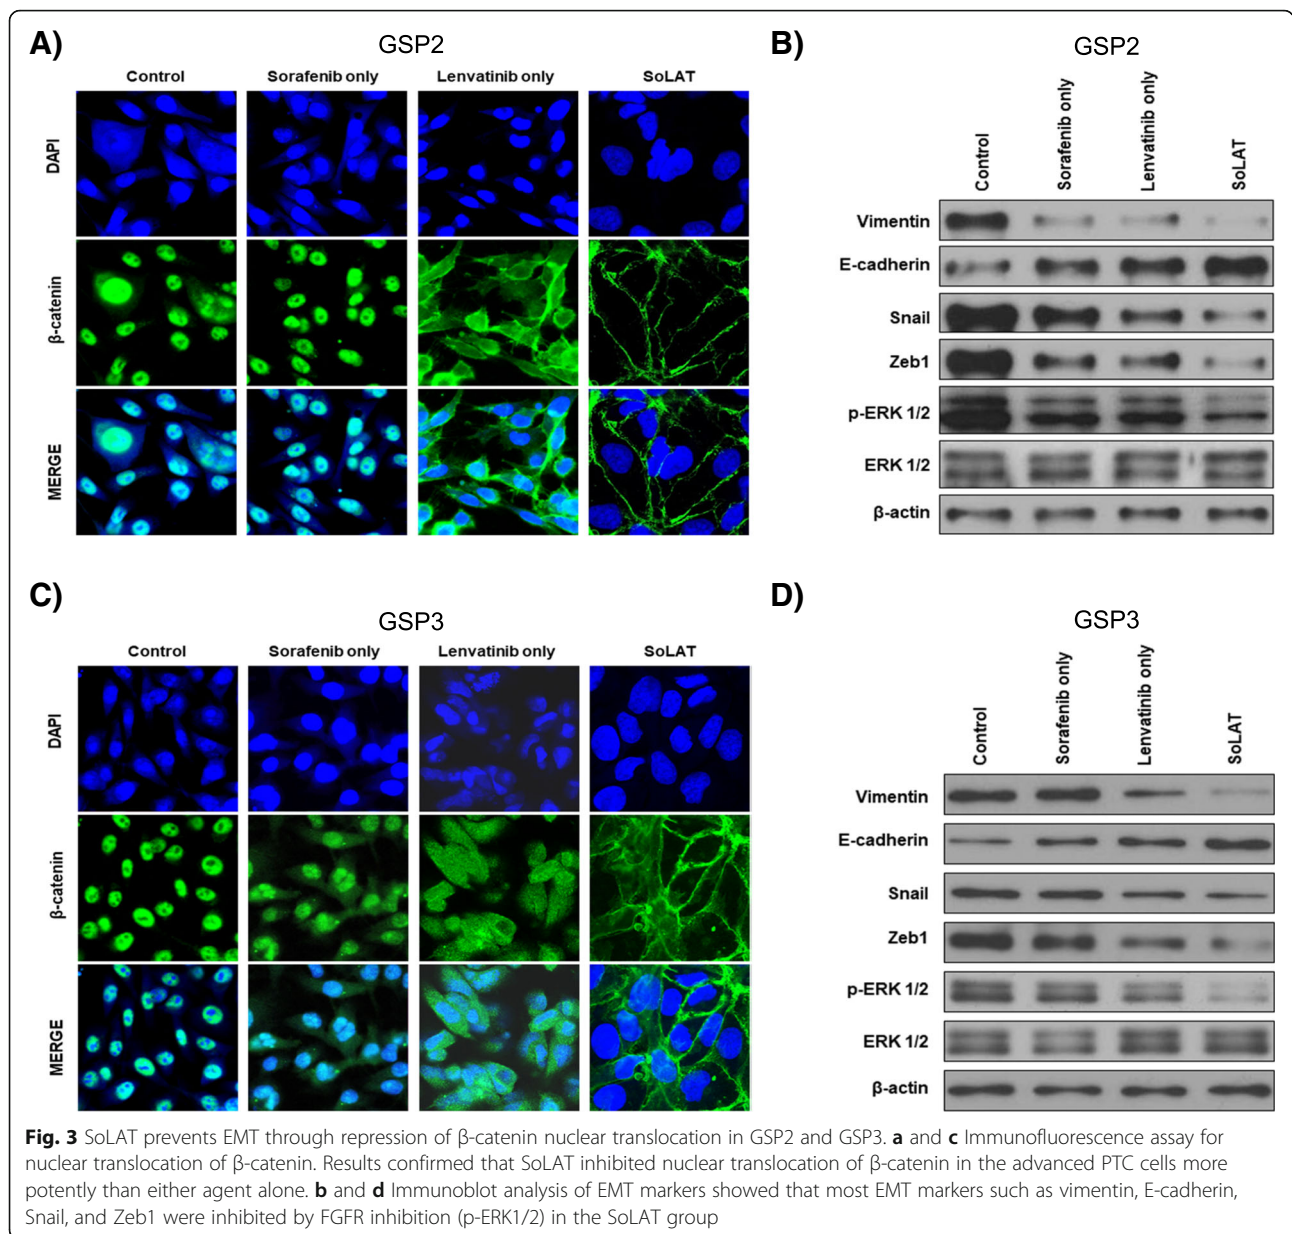 A)
GSP2
Control Sorafenib only Lenvatinib only SoLAT
DAPI
β-catenin
MERGE
B)
GSP2
Control Sorafenib only Lenvatinib only SoLAT
Vimentin
E-cadherin
Snail
Zeb1
p-ERK 1/2
ERK 1/2
β-actin
C)
GSP3
Control Sorafenib only Lenvatinib only SoLAT
DAPI
β-catenin
MERGE
D)
GSP3
Control Sorafenib only Lenvatinib only SoLAT
Vimentin
E-cadherin
Snail
Zeb1
p-ERK 1/2
ERK 1/2
β-actin
Fig. 3 SoLAT prevents EMT through repression of β-catenin nuclear translocation in GSP2 and GSP3. a and c Immunofluorescence assay for
nuclear translocation of β-catenin. Results confirmed that SoLAT inhibited nuclear translocation of β-catenin in the advanced PTC cells more
potently than either agent alone. b and d Immunoblot analysis of EMT markers showed that most EMT markers such as vimentin, E-cadherin,
Snail, and Zeb1 were inhibited by FGFR inhibition (p-ERK1/2) in the SoLAT group